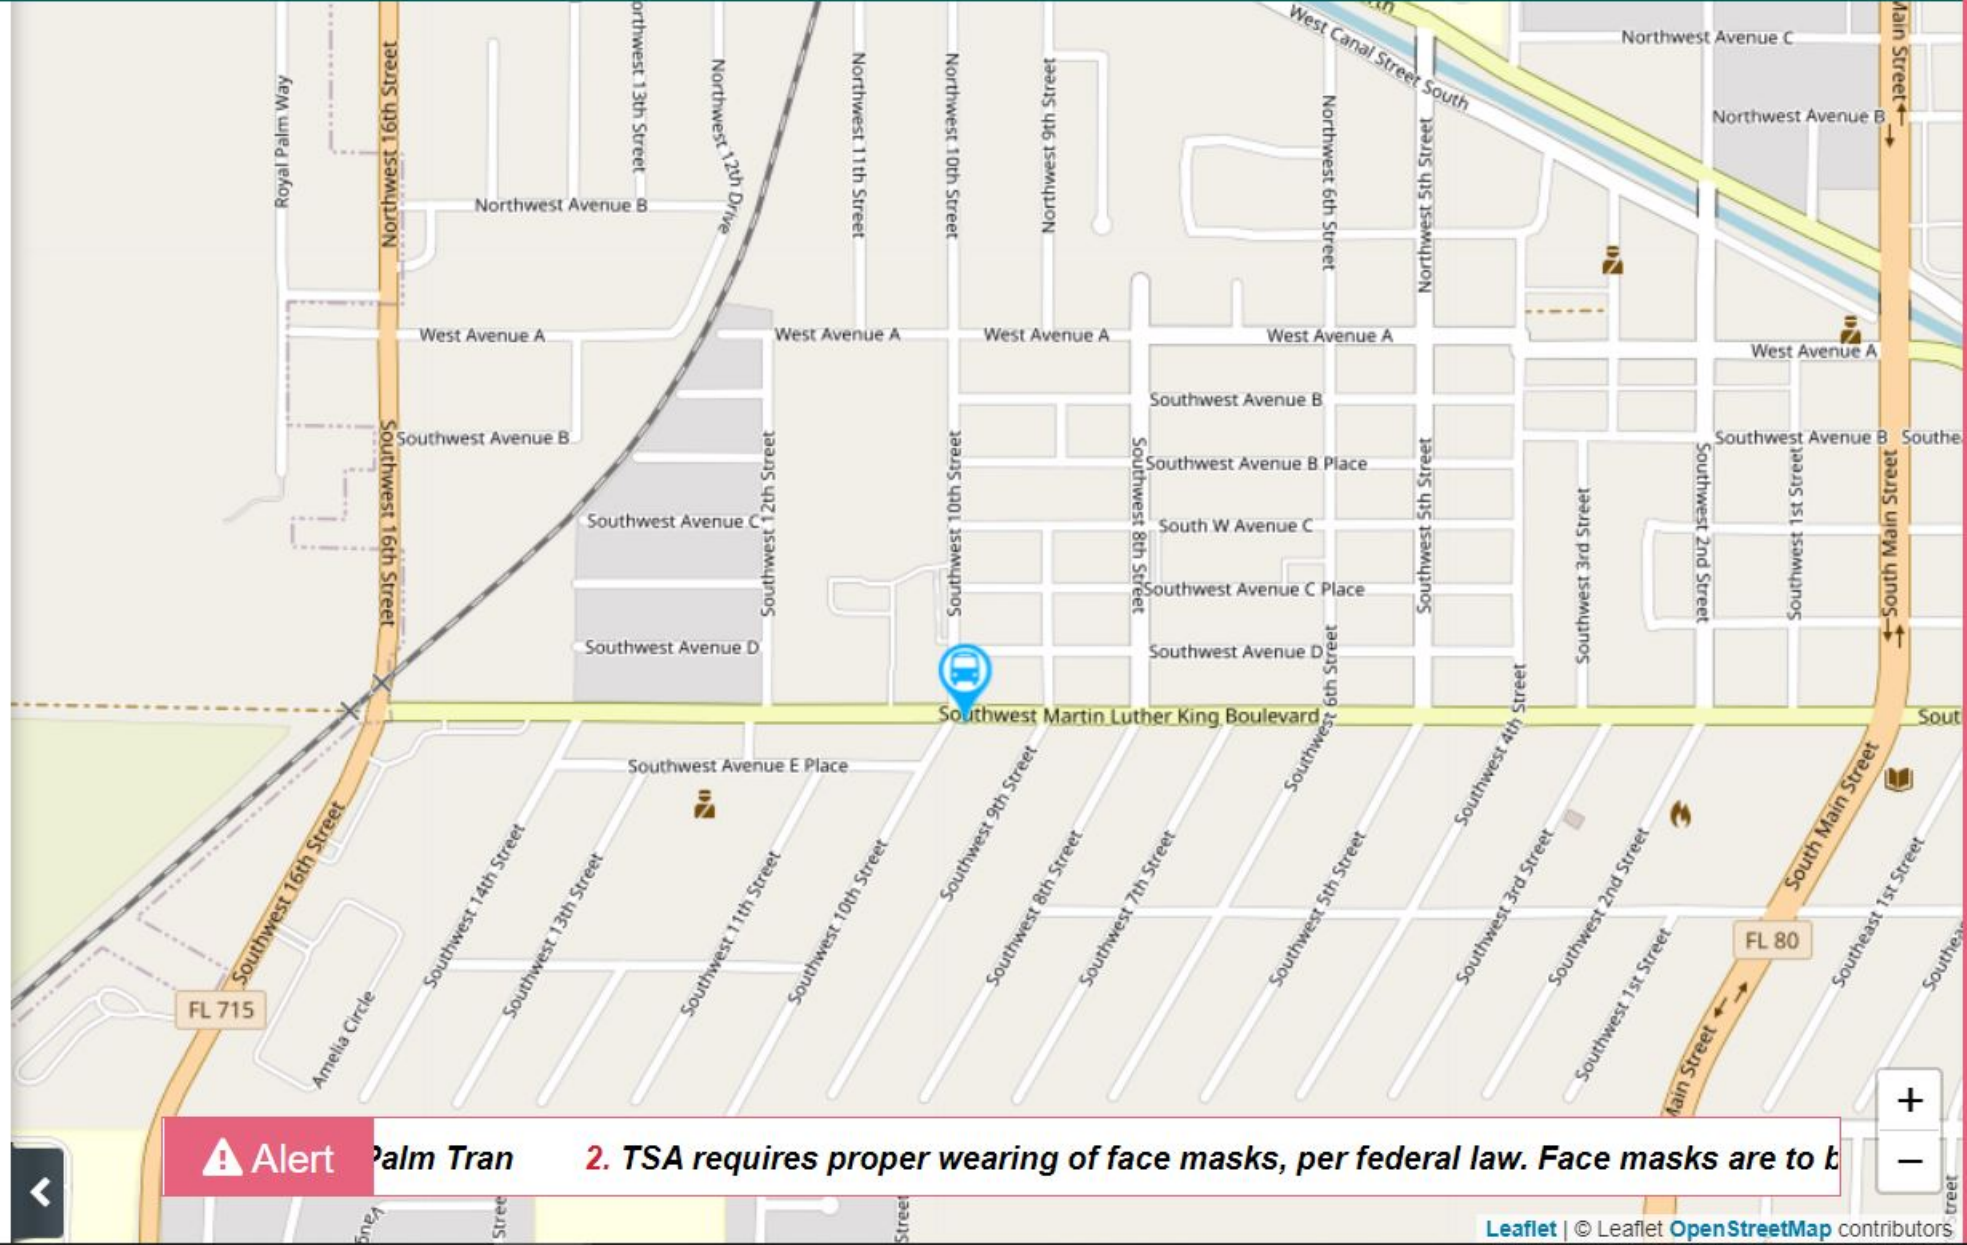 West Canal Street South
Northwest Avenue C
Main Street
Royal Palm Way
Northwest 16th Street
Northwest 13th Street
Northwest 12th Drive
Northwest 11th Street
Northwest 10th Street
Northwest 9th Street
Northwest 6th Street
Northwest 5th Street
Northwest Avenue B
Northwest Avenue B
West Avenue A
West Avenue A
West Avenue A
West Avenue A
West Avenue A
Southwest Avenue B
Southwest Avenue B
Southwest Avenue B
Southwest Avenue B Place
Southwest 16th Street
Southwest 12th Street
Southwest 10th Street
Southwest 8th Street
Southwest 5th Street
Southwest 3rd Street
Southwest 2nd Street
Southwest 1st Street
South Main Street
Southwest Avenue C
South W Avenue C
Southwest Avenue C Place
Southwest Avenue D
Southwest Avenue D
Southwest 6th Street
Southwest 4th Street
Southwest Martin Luther King Boulevard
Sout
Southwest Avenue E Place
Southwest 16th Street
Southwest 14th Street
Southwest 13th Street
Southwest 11th Street
Southwest 10th Street
Southwest 9th Street
Southwest 8th Street
Southwest 7th Street
Southwest 6th Street
Southwest 5th Street
Southwest 4th Street
Southwest 3rd Street
Southwest 2nd Street
Southwest 1st Street
South Main Street
Southeast 1st Street
FL 80
FL 715
Amelia Circle
Main Street
+
−
Alert Palm Tran 2. TSA requires proper wearing of face masks, per federal law. Face masks are to b
Street
Leaflet | © Leaflet OpenStreetMap contributors